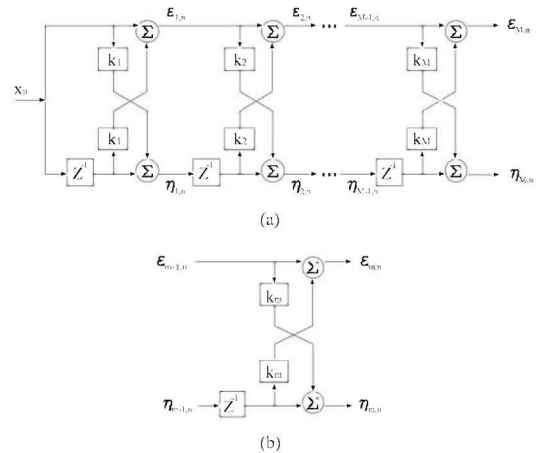 ε1,n ε2,n εM-1,n εM,n
Σ Σ Σ
k1 k2 kM
xn
k1 k2 kM
Z-1 Σ Z-1 Σ Z-1 Σ
η1,n η2,n ηM-1,n ηM,n
(a)
εm-1,n Σ εm,n
km
km
ηm-1,n Z-1 Σ ηm,n
(b)